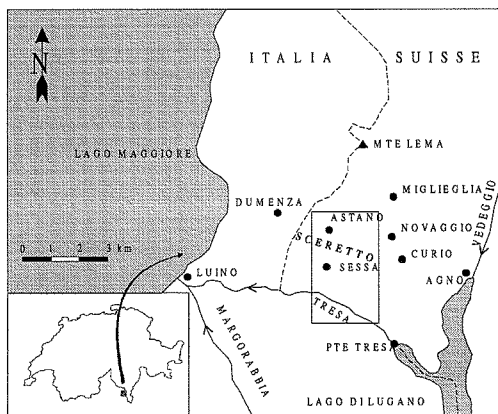 ITALIA
SUISSE
N
MTE LEMA
LAGO MAGGIORE
MIGLIEGLIA
DUMENZA
ASTANO
VEDEGGIO
NOVAGGIO
SCERETTO
0 1 2 3 km
CURIO
SESSA
LUINO
AGNO
TRESA
MARGORABBIA
PTE TRESA
LAGO DI LUGANO